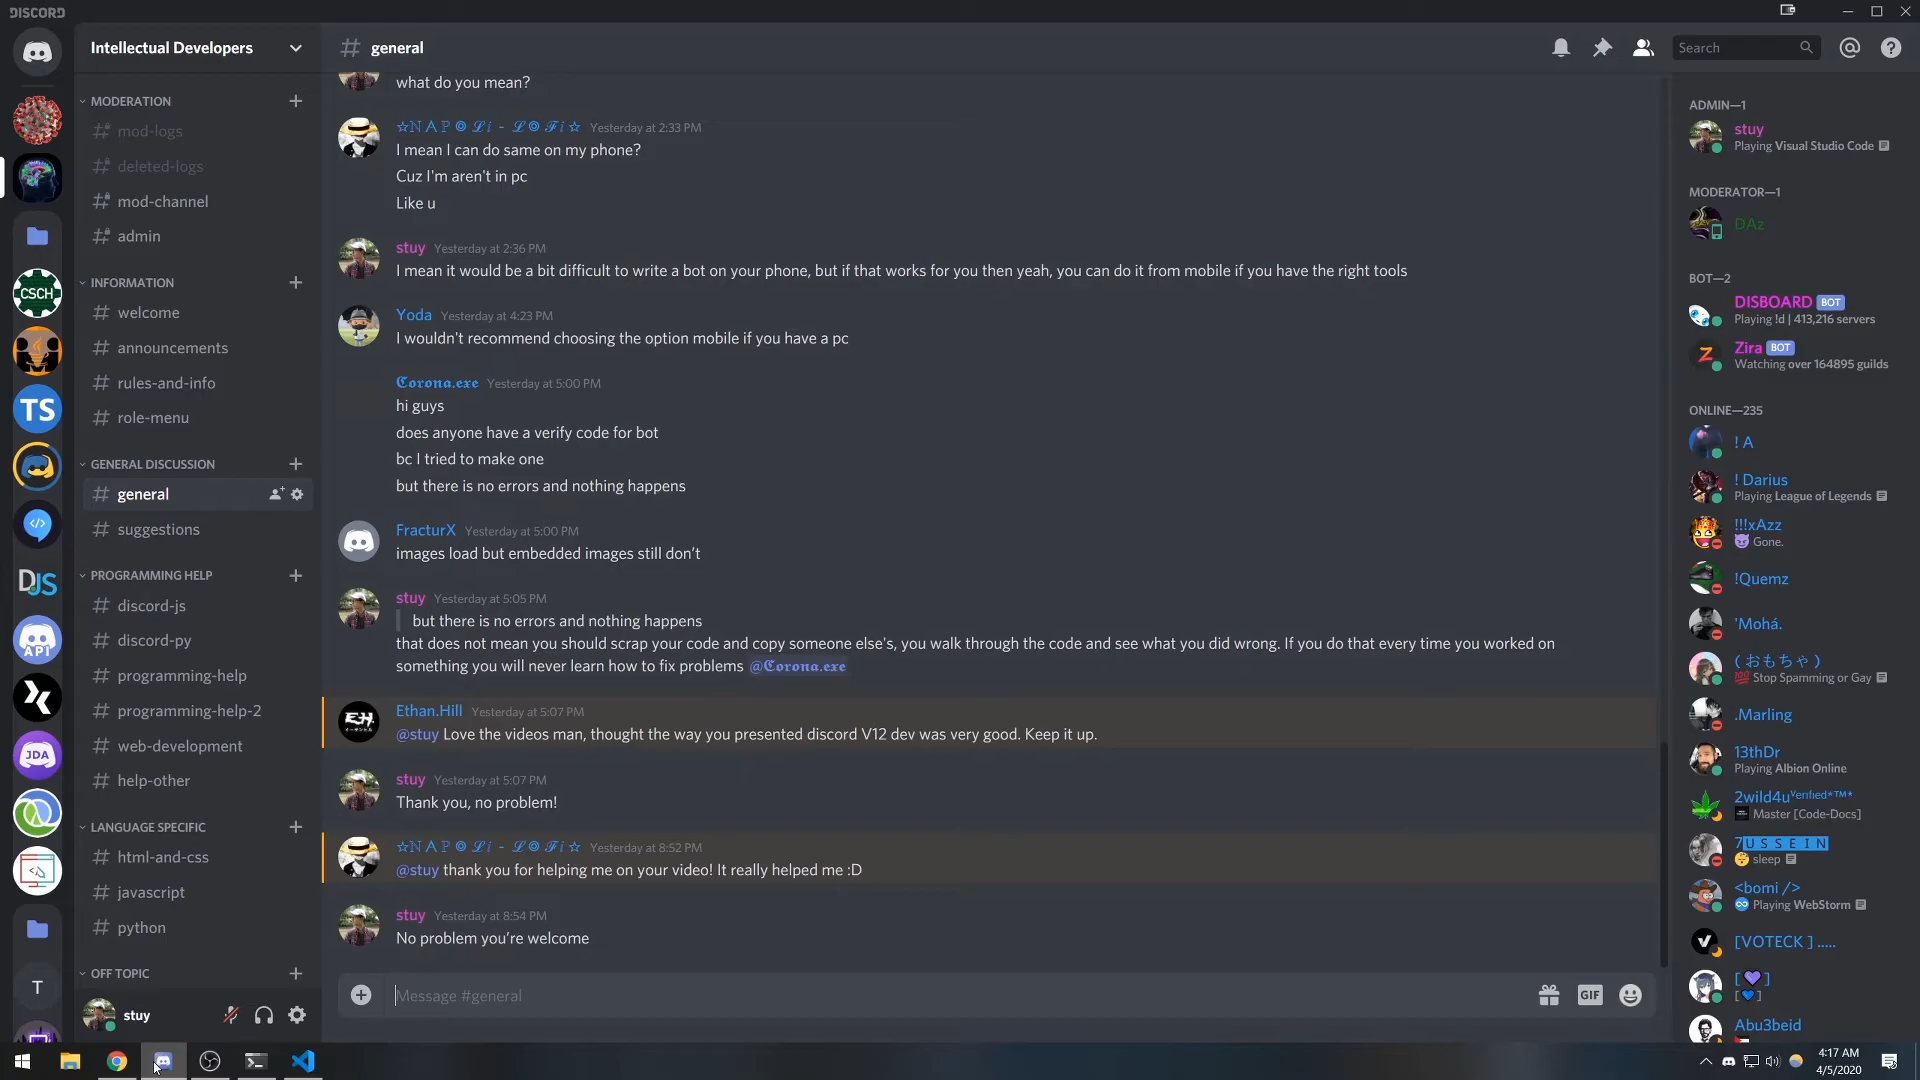 DISCORD
Intellectual Developers
general
Search
MODERATION
mod-logs
deleted-logs
mod-channel
admin
INFORMATION
welcome
announcements
rules-and-info
role-menu
GENERAL DISCUSSION
general
suggestions
PROGRAMMING HELP
discord-js
discord-py
programming-help
programming-help-2
web-development
help-other
LANGUAGE SPECIFIC
html-and-css
javascript
python
OFF TOPIC
stuy
CSCH
TS
DJS
API
JDA
T
what do you mean?
☆ℕ A ℙ ◎ ℒi - ℒ◎ ℱi☆ Yesterday at 2:33 PM
I mean I can do same on my phone?
Cuz I'm aren't in pc
Like u
stuy Yesterday at 2:36 PM
I mean it would be a bit difficult to write a bot on your phone, but if that works for you then yeah, you can do it from mobile if you have the right tools
Yoda Yesterday at 4:23 PM
I wouldn't recommend choosing the option mobile if you have a pc
𝕮𝖔𝖗𝖔𝖓𝖆.𝖊𝖝𝖊 Yesterday at 5:00 PM
hi guys
does anyone have a verify code for bot
bc I tried to make one
but there is no errors and nothing happens
FracturX Yesterday at 5:00 PM
images load but embedded images still don’t
stuy Yesterday at 5:05 PM
but there is no errors and nothing happens
that does not mean you should scrap your code and copy someone else's, you walk through the code and see what you did wrong. If you do that every time you worked on
something you will never learn how to fix problems @𝕮𝖔𝖗𝖔𝖓𝖆.𝖊𝖝𝖊
E.H.
Ethan.Hill Yesterday at 5:07 PM
@stuy Love the videos man, thought the way you presented discord V12 dev was very good. Keep it up.
stuy Yesterday at 5:07 PM
Thank you, no problem!
☆ℕ A ℙ ◎ ℒi - ℒ◎ ℱi☆ Yesterday at 8:52 PM
@stuy thank you for helping me on your video! It really helped me :D
stuy Yesterday at 8:54 PM
No problem you’re welcome
Message #general
GIF
ADMIN—1
stuy
Playing Visual Studio Code
MODERATOR—1
DAz
BOT—2
DISBOARD BOT
Playing !d | 413,216 servers
Zira BOT
Watching over 164895 guilds
ONLINE—235
! A
! Darius
Playing League of Legends
!!!xAzz
😈 Gone.
!Quemz
'Mohá.
( おもちゃ )
💯 Stop Spamming or Gay
.Marling
13thDr
Playing Albion Online
2wild4uⱽᵉʳⁱᶠⁱᵉᵈ*™*
Master [Code-Docs]
7U S S E I N
😴 sleep
<bomi />
♾ Playing WebStorm
[VOTECK ] .....
[ 💜 ]
[ 💙 ]
Abu3beid
4:17 AM
4/5/2020